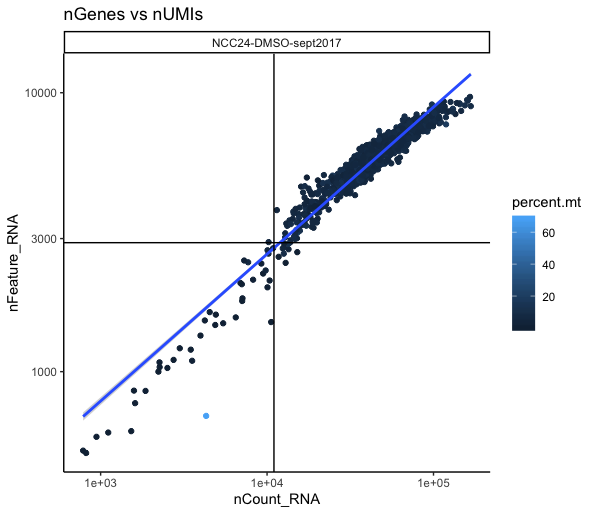 nGenes vs nUMIs
NCC24-DMSO-sept2017
10000
3000
1000
nFeature_RNA
1e+03
1e+04
1e+05
nCount_RNA
percent.mt
60
40
20